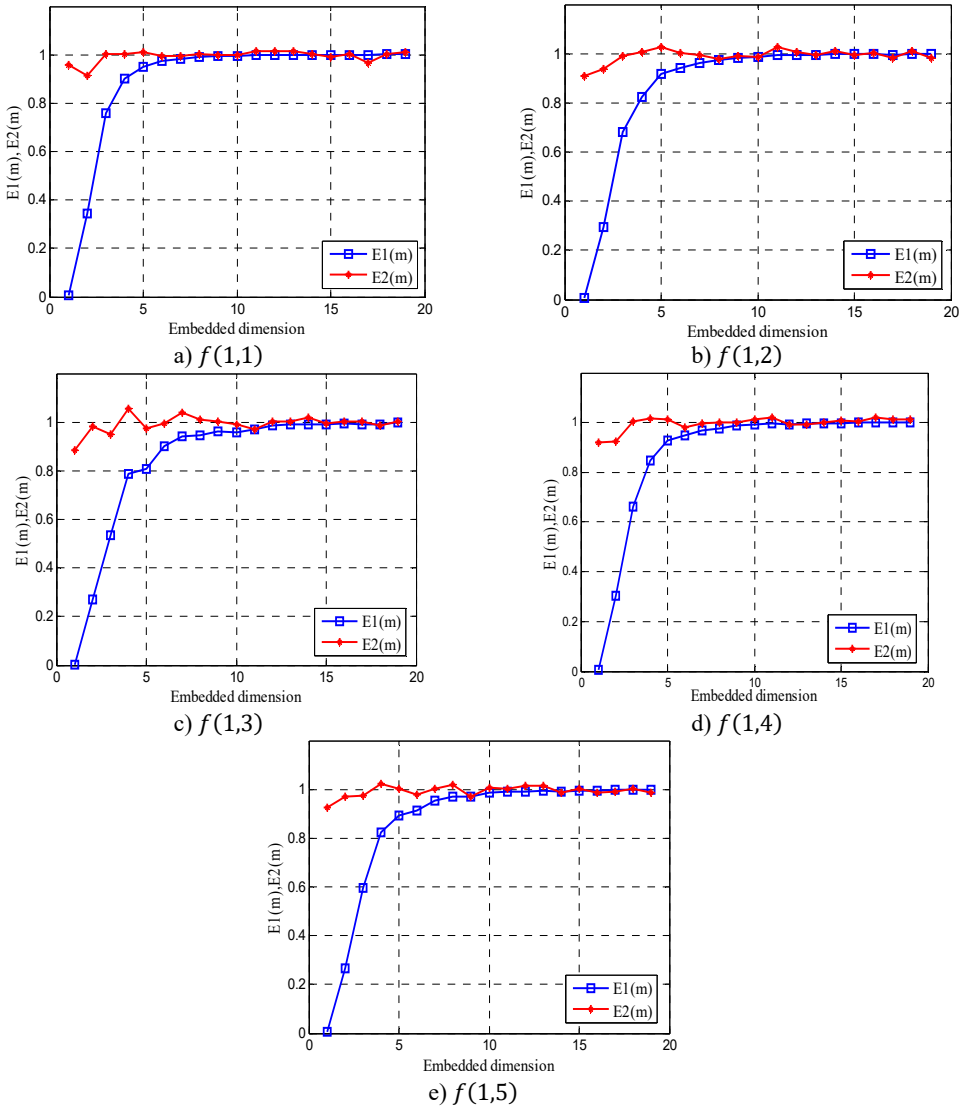 1
0.8
0.6
0.4
0.2
0
E1(m), E2(m)
0 5 10 15 20
Embedded dimension
E1(m)
E2(m)
a) f(1,1)
1
0.8
0.6
0.4
0.2
0
E1(m),E2(m)
0 5 10 15 20
Embedded dimension
E1(m)
E2(m)
b) f(1,2)
1
0.8
0.6
0.4
0.2
0
E1(m),E2(m)
0 5 10 15 20
Embedded dimension
E1(m)
E2(m)
c) f(1,3)
1
0.8
0.6
0.4
0.2
0
E1(m),E2(m)
0 5 10 15 20
Embedded dimension
E1(m)
E2(m)
d) f(1,4)
1
0.8
0.6
0.4
0.2
0
E1(m),E2(m)
0 5 10 15 20
Embedded dimension
E1(m)
E2(m)
e) f(1,5)